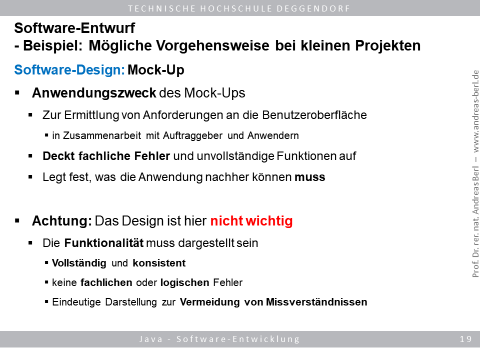 TECHNISCHE HOCHSCHULE DEGGENDORF
Software-Entwurf
- Beispiel: Mögliche Vorgehensweise bei kleinen Projekten
Software-Design: Mock-Up
▪ Anwendungszweck des Mock-Ups
▪ Zur Ermittlung von Anforderungen an die Benutzeroberfläche
▪ in Zusammenarbeit mit Auftraggeber und Anwendern
▪ Deckt fachliche Fehler und unvollständige Funktionen auf
▪ Legt fest, was die Anwendung nachher können muss
▪ Achtung: Das Design ist hier nicht wichtig
▪ Die Funktionalität muss dargestellt sein
▪ Vollständig und konsistent
▪ keine fachlichen oder logischen Fehler
▪ Eindeutige Darstellung zur Vermeidung von Missverständnissen
Prof. Dr. rer. nat. Andreas Berl – www.andreas-berl.de
Java - Software-Entwicklung
19